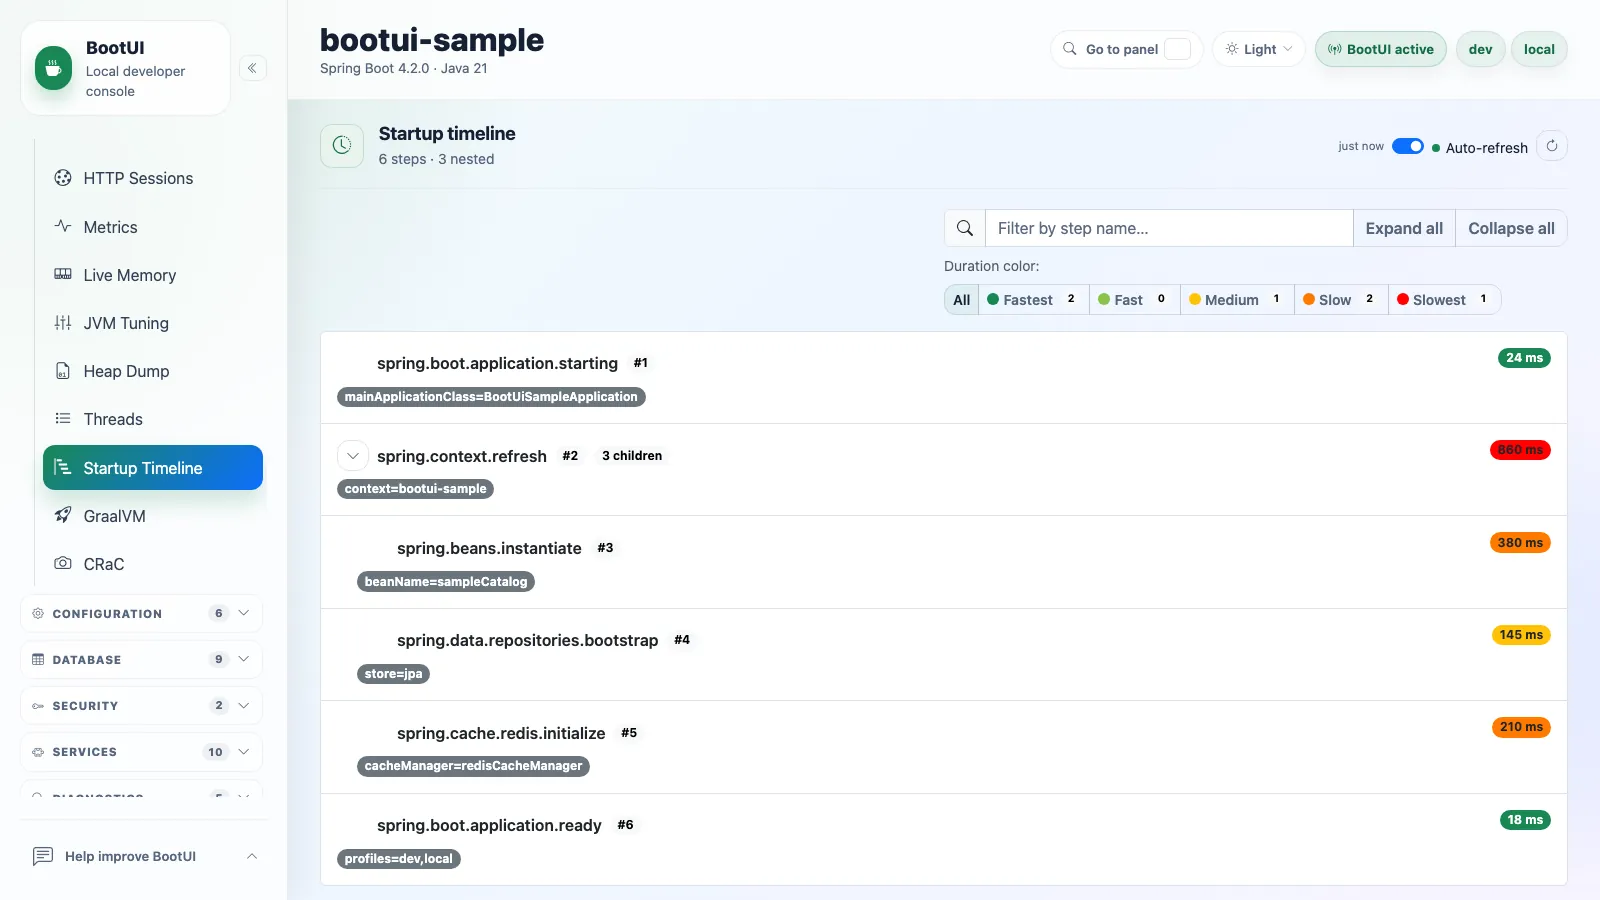 BootUI
Local developer
console
HTTP Sessions
Metrics
Live Memory
JVM Tuning
Heap Dump
Threads
Startup Timeline
GraalVM
CRaC
CONFIGURATION 6
DATABASE 9
SECURITY 2
SERVICES 10
Help improve BootUI
bootui-sample
Spring Boot 4.2.0 · Java 21
Go to panel
Light
BootUI active
dev
local
Startup timeline
6 steps · 3 nested
just now
Auto-refresh
Filter by step name...
Expand all
Collapse all
Duration color:
All
Fastest 2
Fast 0
Medium 1
Slow 2
Slowest 1
spring.boot.application.starting #1 24 ms
mainApplicationClass=BootUiSampleApplication
spring.context.refresh #2 3 children 860 ms
context=bootui-sample
spring.beans.instantiate #3 380 ms
beanName=sampleCatalog
spring.data.repositories.bootstrap #4 145 ms
store=jpa
spring.cache.redis.initialize #5 210 ms
cacheManager=redisCacheManager
spring.boot.application.ready #6 18 ms
profiles=dev,local